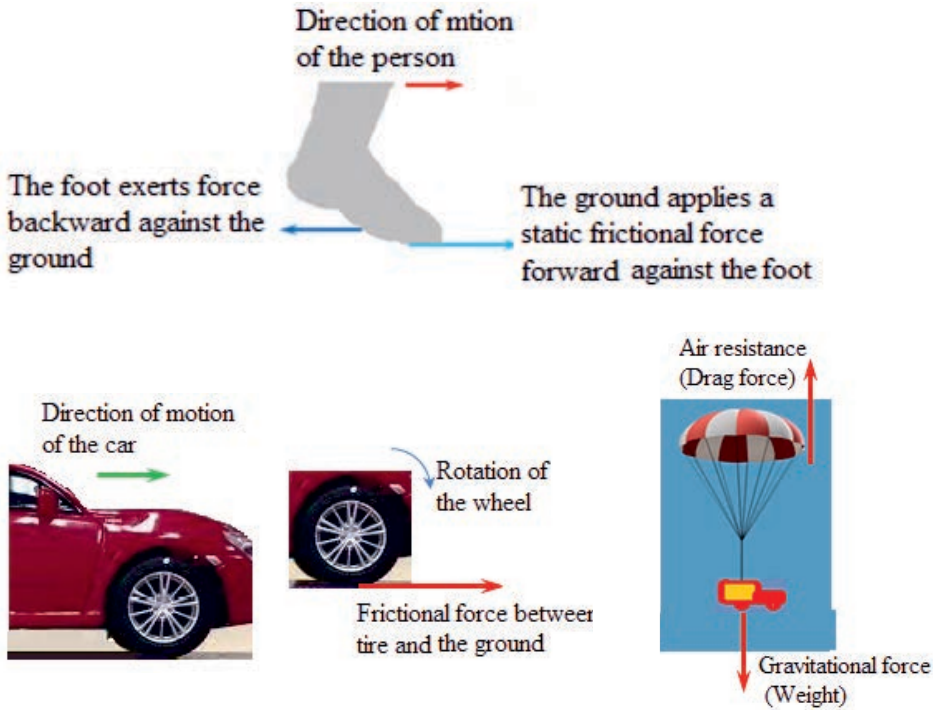 Direction of mtion
of the person
The foot exerts force
backward against the
ground
The ground applies a
static frictional force
forward against the foot
Direction of motion
of the car
Rotation of
the wheel
Frictional force between
tire and the ground
Air resistance
(Drag force)
Gravitational force
(Weight)